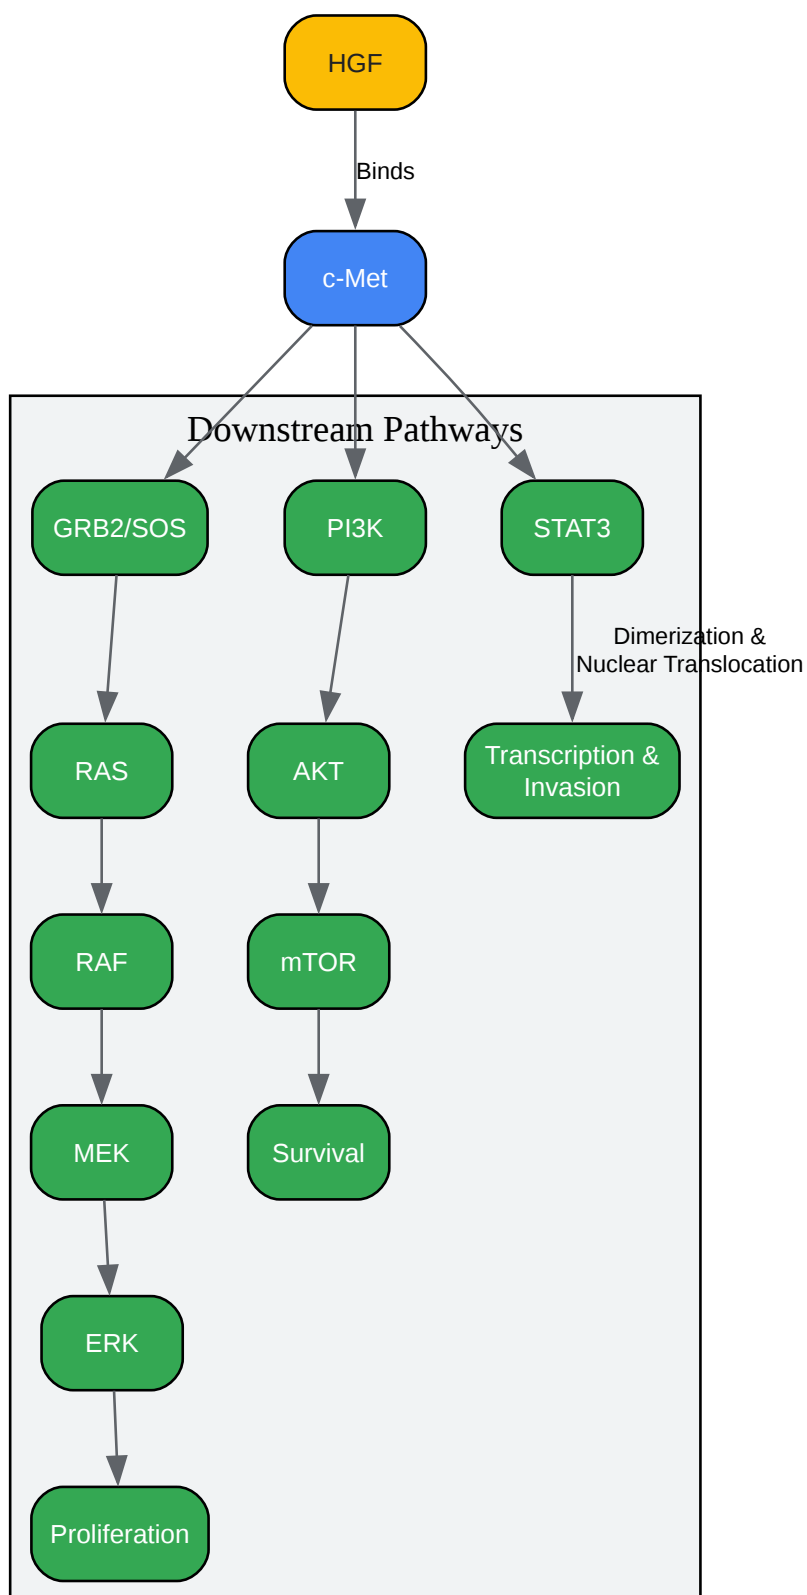 HGF
Binds
c-Met
Downstream Pathways
GRB2/SOS
PI3K
STAT3
Dimerization &
Nuclear Translocation
RAS
AKT
Transcription &
Invasion
RAF
mTOR
MEK
Survival
ERK
Proliferation